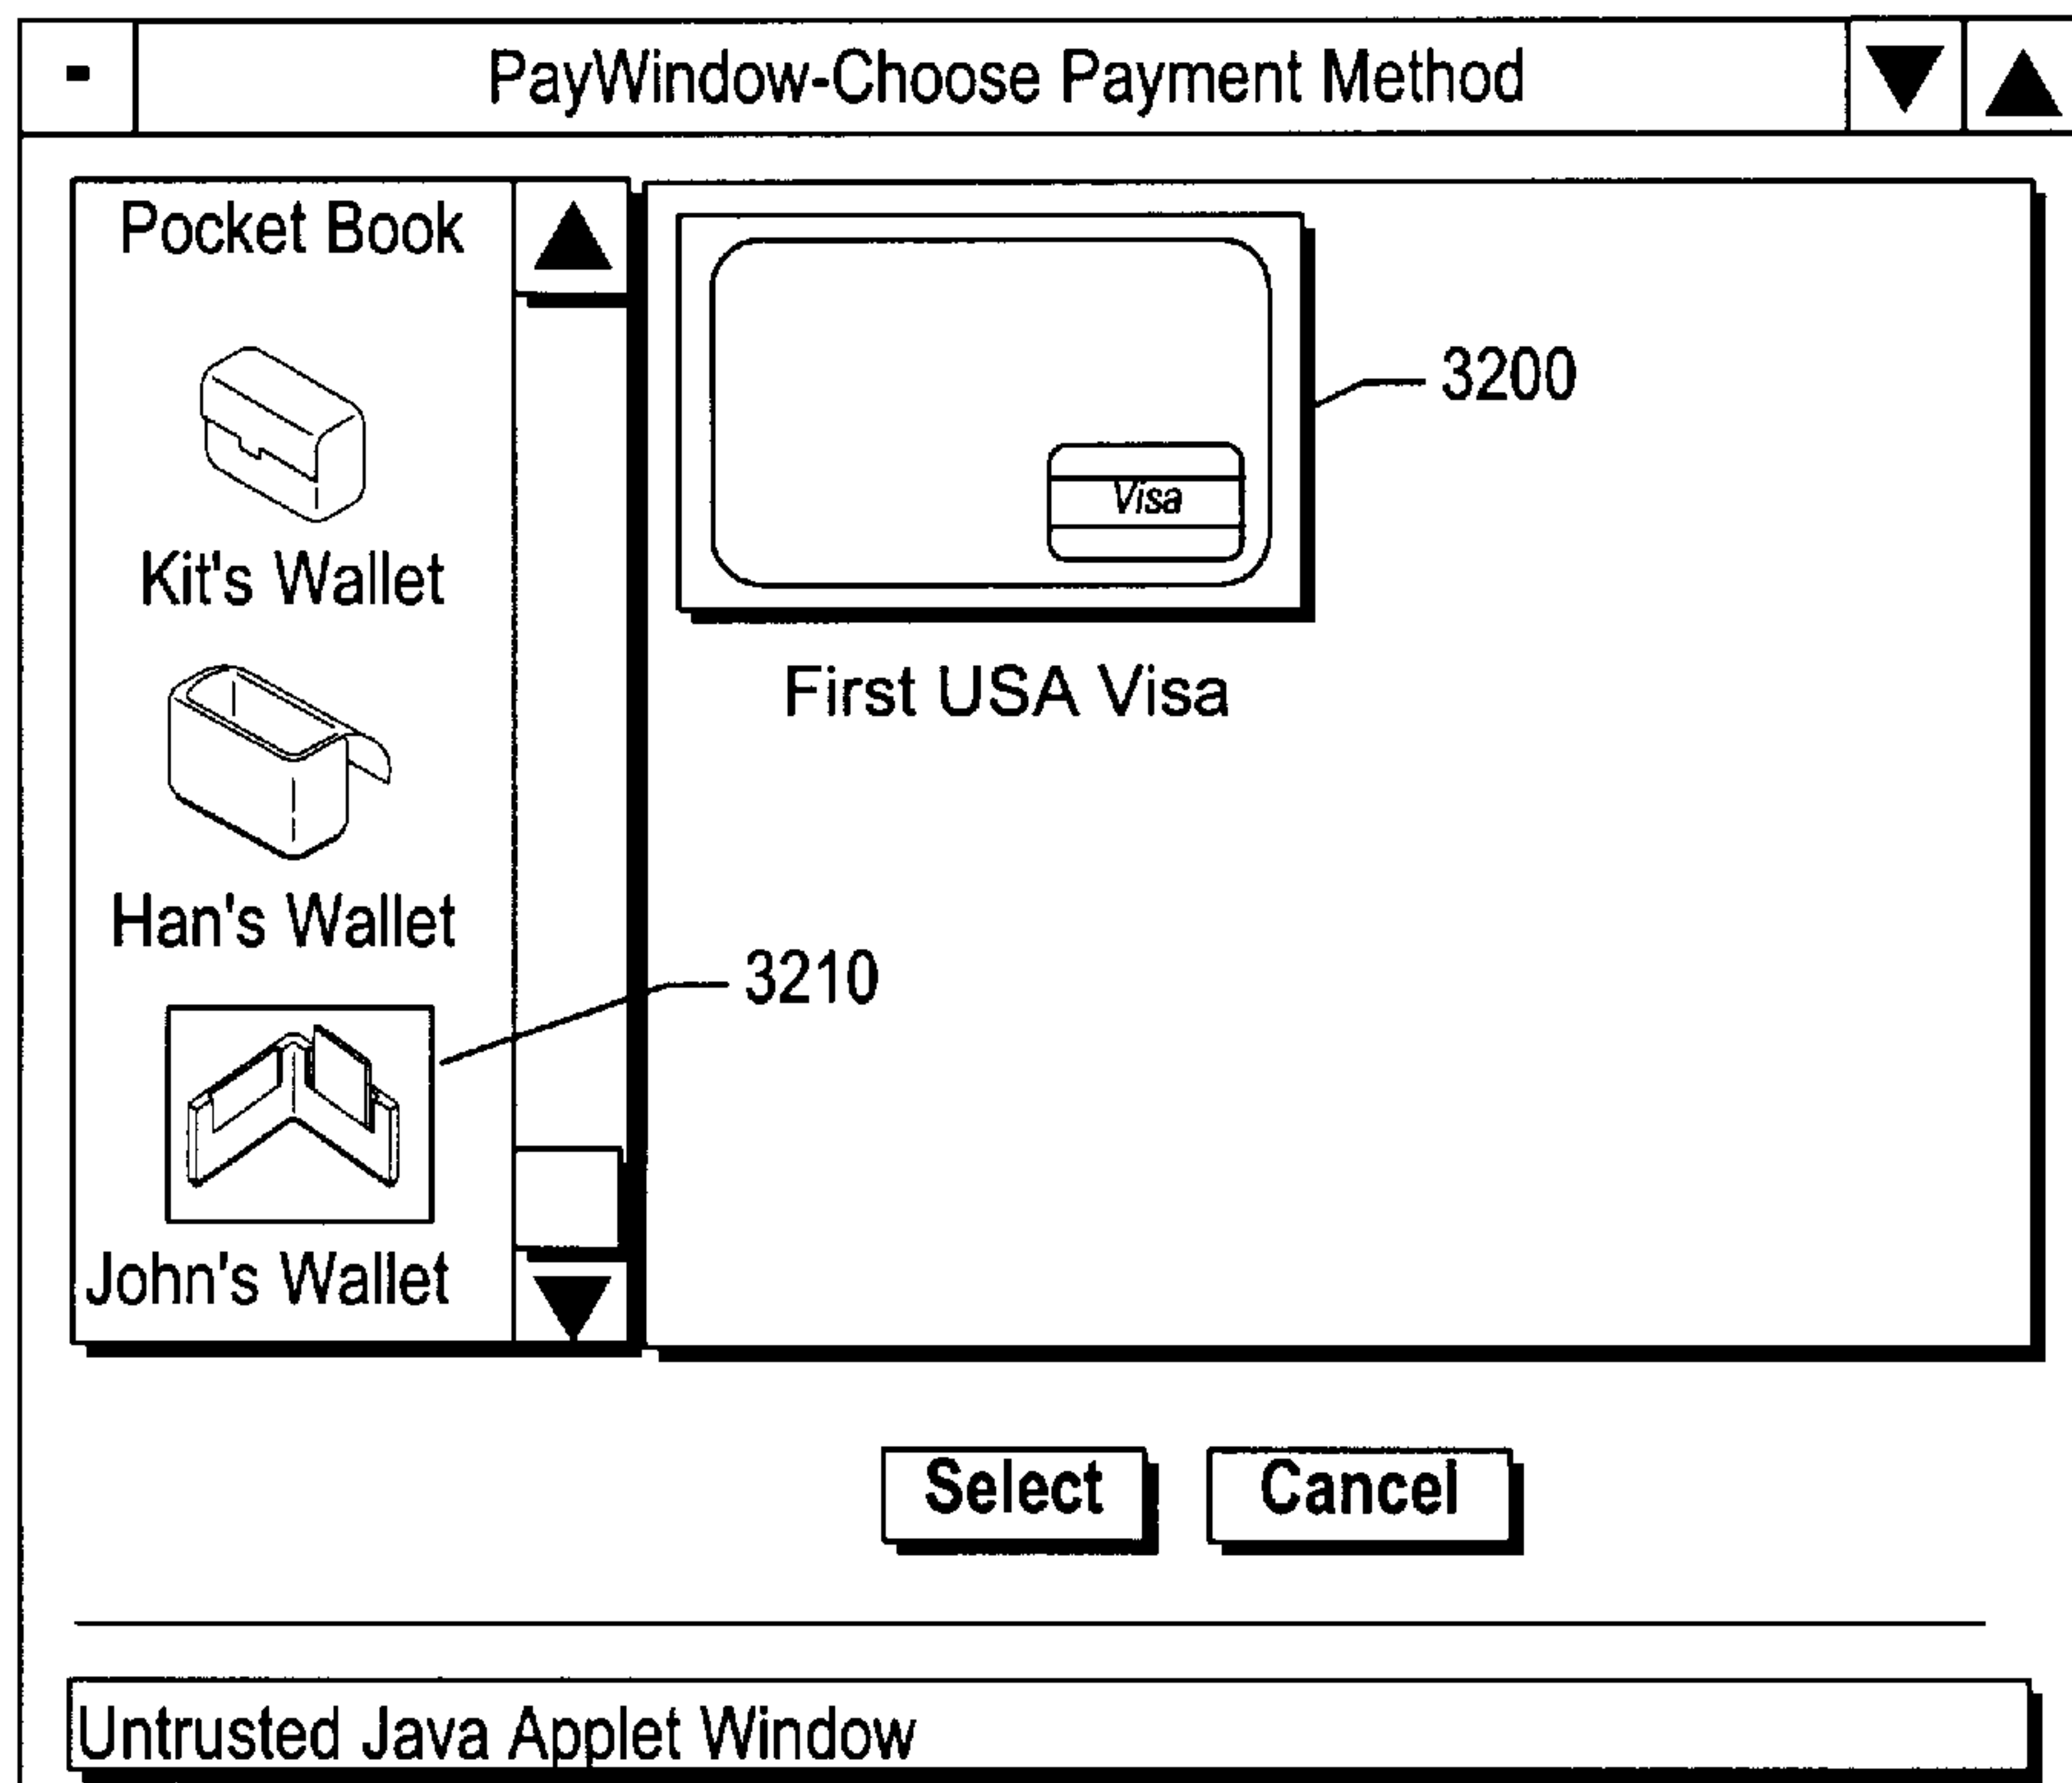 PayWindow-Choose Payment Method
Pocket Book
Kit's Wallet
Han's Wallet
John's Wallet
Visa
3200
First USA Visa
3210
Select
Cancel
Untrusted Java Applet Window